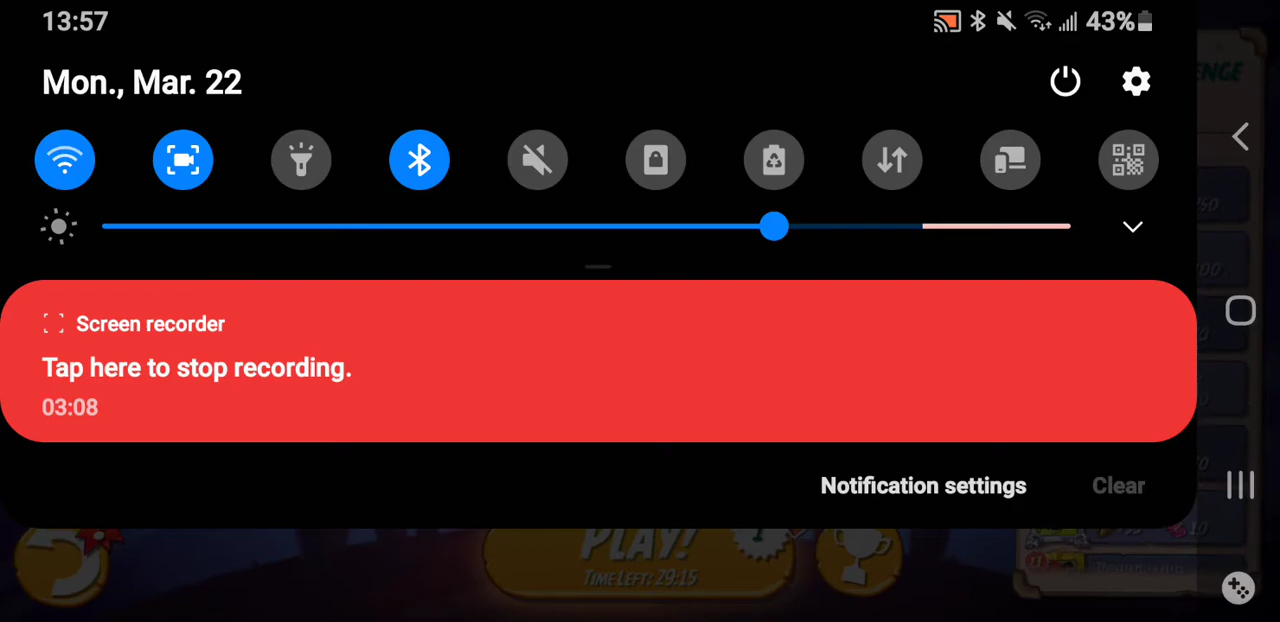 13:57
43%
Mon., Mar. 22
Screen recorder
Tap here to stop recording.
03:08
Notification settings
Clear
PLAY!
TIME LEFT: 29:15